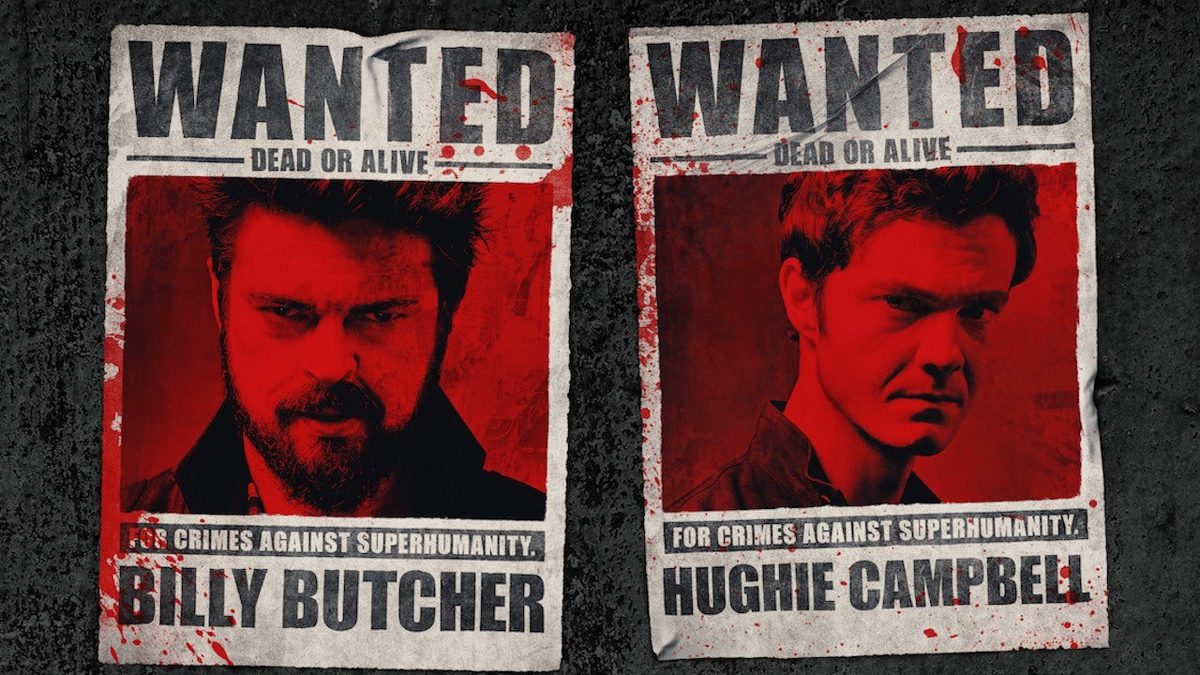 WANTED
DEAD OR ALIVE
FOR CRIMES AGAINST SUPERHUMANITY.
BILLY BUTCHER
WANTED
DEAD OR ALIVE
FOR CRIMES AGAINST SUPERHUMANITY.
HUGHIE CAMPBELL